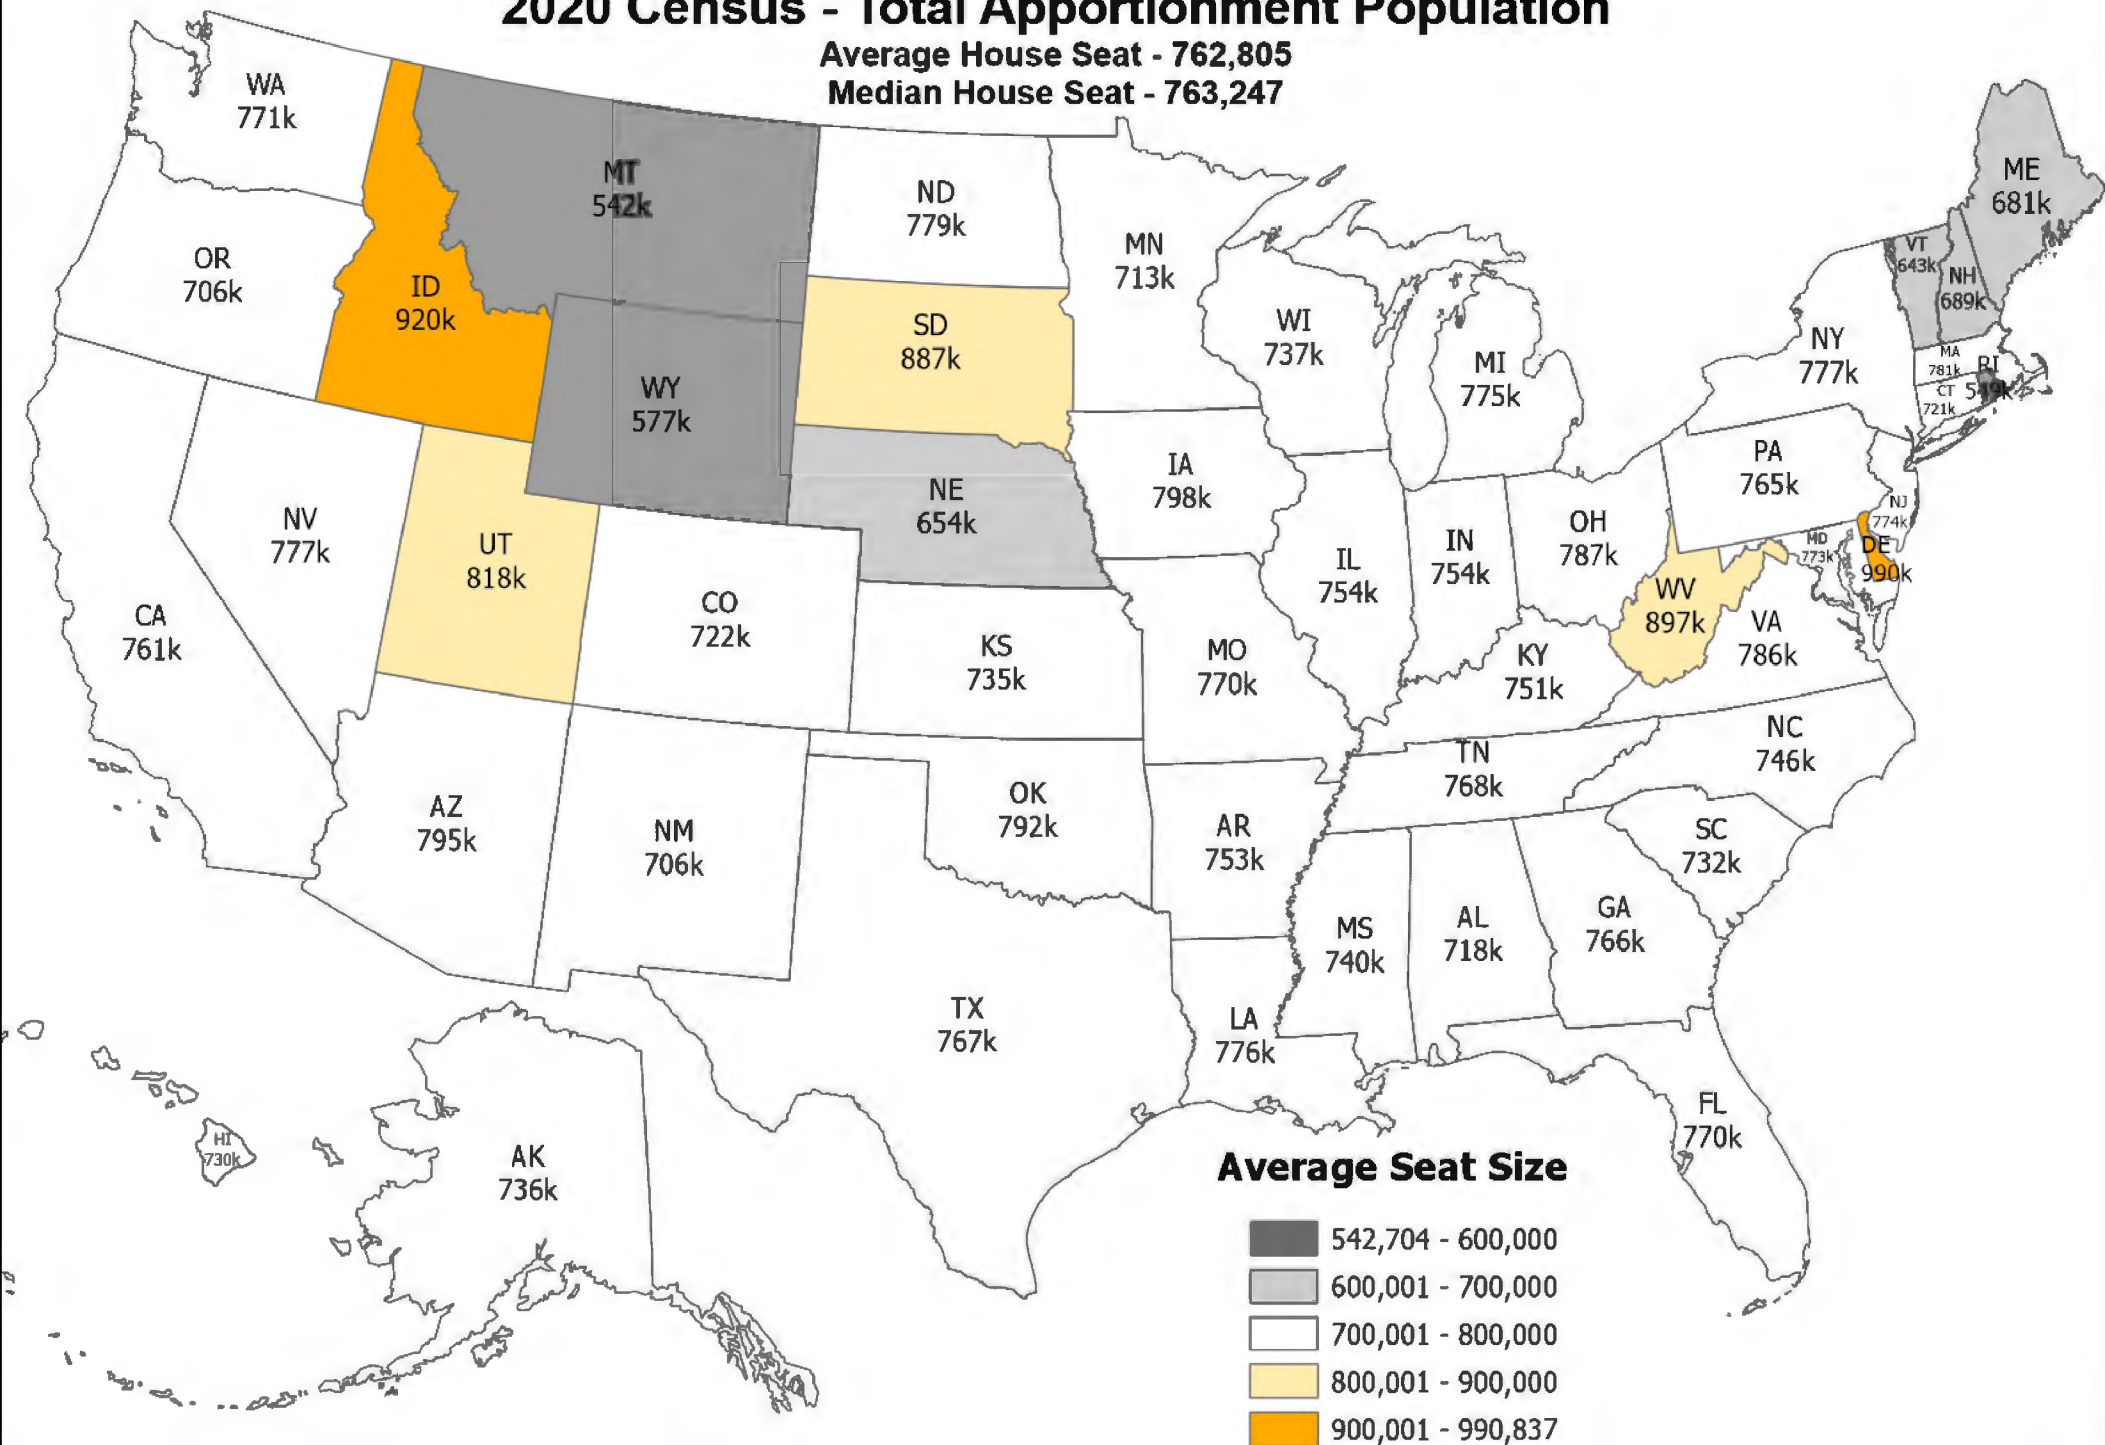 2020 Census - Total Apportionment Population
Average House Seat - 762,805
Median House Seat - 763,247
WA
771k
OR
706k
ID
920k
MT
542k
ND
779k
MN
713k
SD
887k
WY
577k
WI
737k
MI
775k
ME
681k
VT
643k
NH
689k
NY
777k
MA
781k
RI
549k
CT
721k
PA
765k
NJ
774k
MD
773k
DE
990k
NE
654k
IA
798k
NV
777k
UT
818k
CA
761k
CO
722k
KS
735k
MO
770k
IL
754k
IN
754k
OH
787k
WV
897k
VA
786k
KY
751k
NC
746k
TN
768k
AZ
795k
NM
706k
OK
792k
AR
753k
SC
732k
MS
740k
AL
718k
GA
766k
TX
767k
LA
776k
FL
770k
HI
730k
AK
736k
Average Seat Size
542,704 - 600,000
600,001 - 700,000
700,001 - 800,000
800,001 - 900,000
900,001 - 990,837